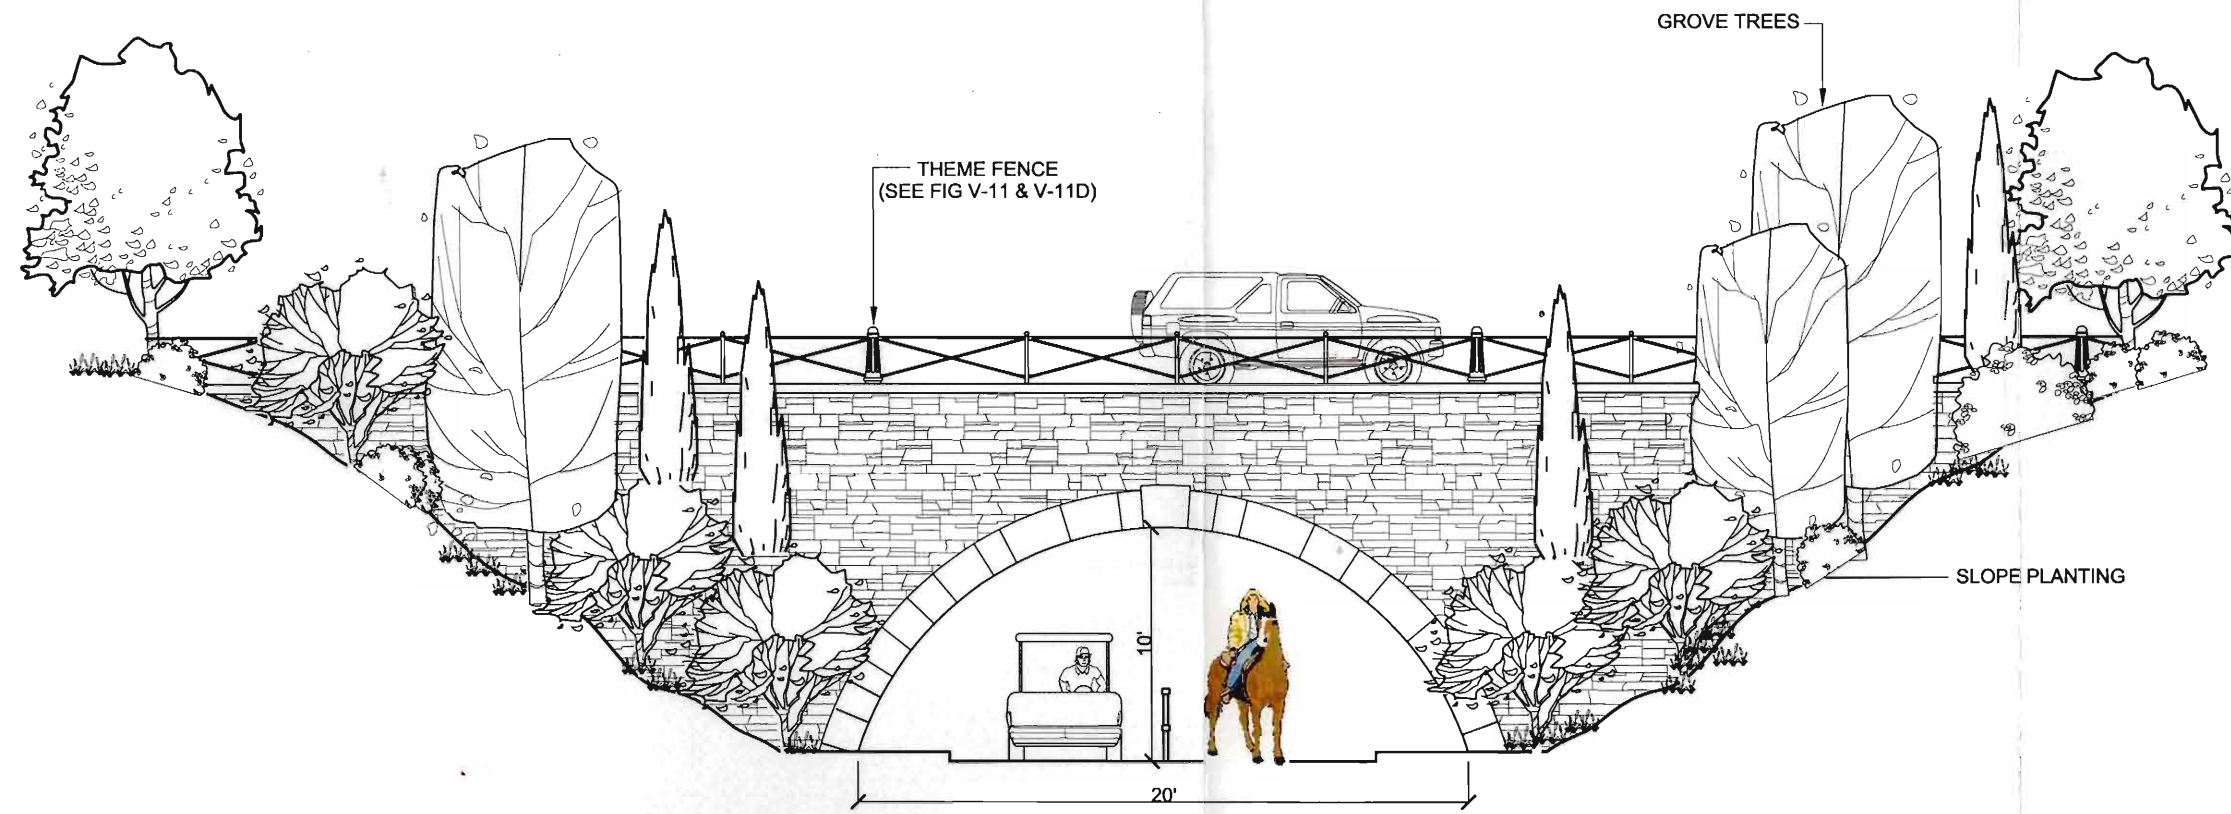 GROVE TREES
THEME FENCE
(SEE FIG V-11 & V-11D)
SLOPE PLANTING
10'
20'